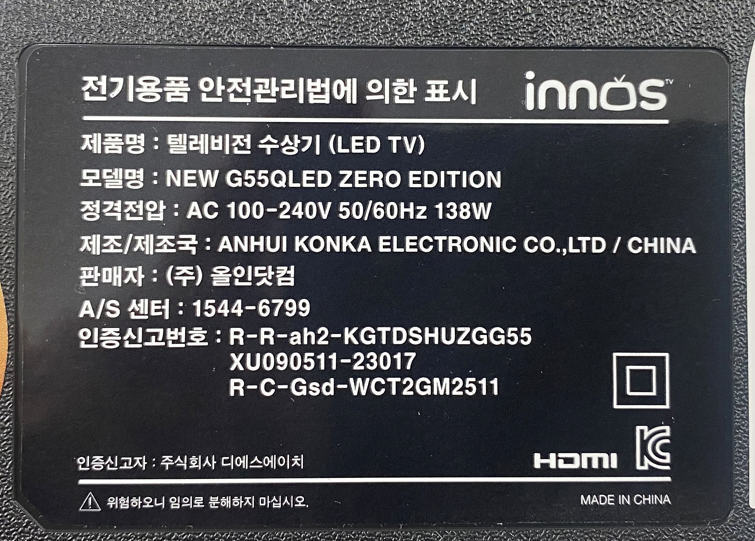 전기용품 안전관리법에 의한 표시
innos TV
제품명 : 텔레비전 수상기 (LED TV)
모델명 : NEW G55QLED ZERO EDITION
정격전압 : AC 100-240V 50/60Hz 138W
제조/제조국 : ANHUI KONKA ELECTRONIC CO.,LTD / CHINA
판매자 : (주) 올인닷컴
A/S 센터 : 1544-6799
인증신고번호 : R-R-ah2-KGTDSHUZGG55
XU090511-23017
R-C-Gsd-WCT2GM2511
인증신고자 : 주식회사 디에스에이치
HDMI KC
위험하오니 임의로 분해하지 마십시오.
MADE IN CHINA